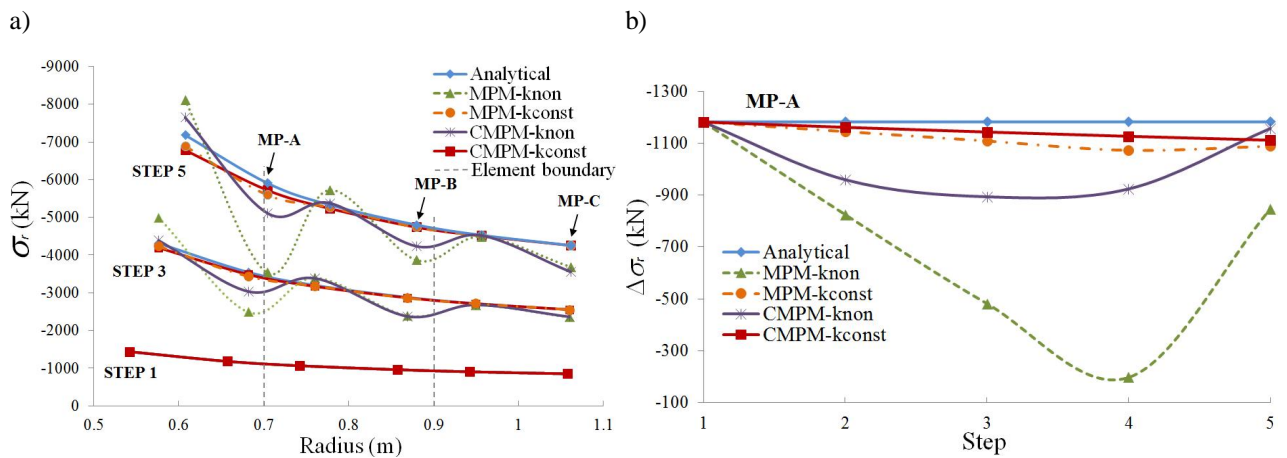 a)
-9000
-8000
-7000
-6000
-5000
-4000
-3000
-2000
-1000
0
σr (kN)
0.5 0.6 0.7 0.8 0.9 1 1.1
Radius (m)
Analytical
MPM-knon
MPM-kconst
CMPM-knon
CMPM-kconst
Element boundary
MP-A
MP-B
MP-C
STEP 5
STEP 3
STEP 1
b)
-1300
-1100
-900
-700
-500
-300
-100
Δσr (kN)
MP-A
Analytical
MPM-knon
MPM-kconst
CMPM-knon
CMPM-kconst
1 2 3 4 5
Step